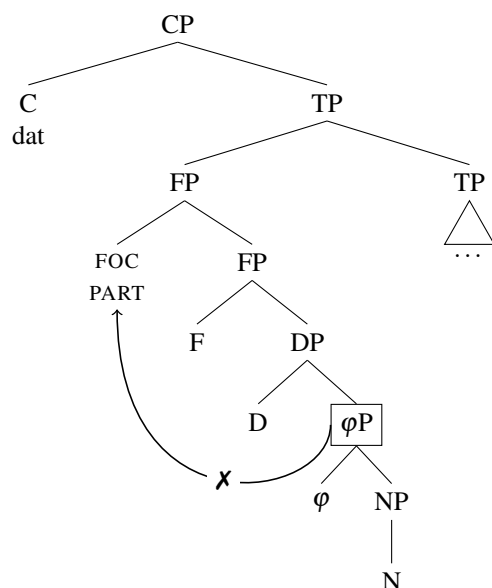 CP
C TP
dat
FP TP
...
FOC FP
PART
F DP
D φP
✗
φ NP
N